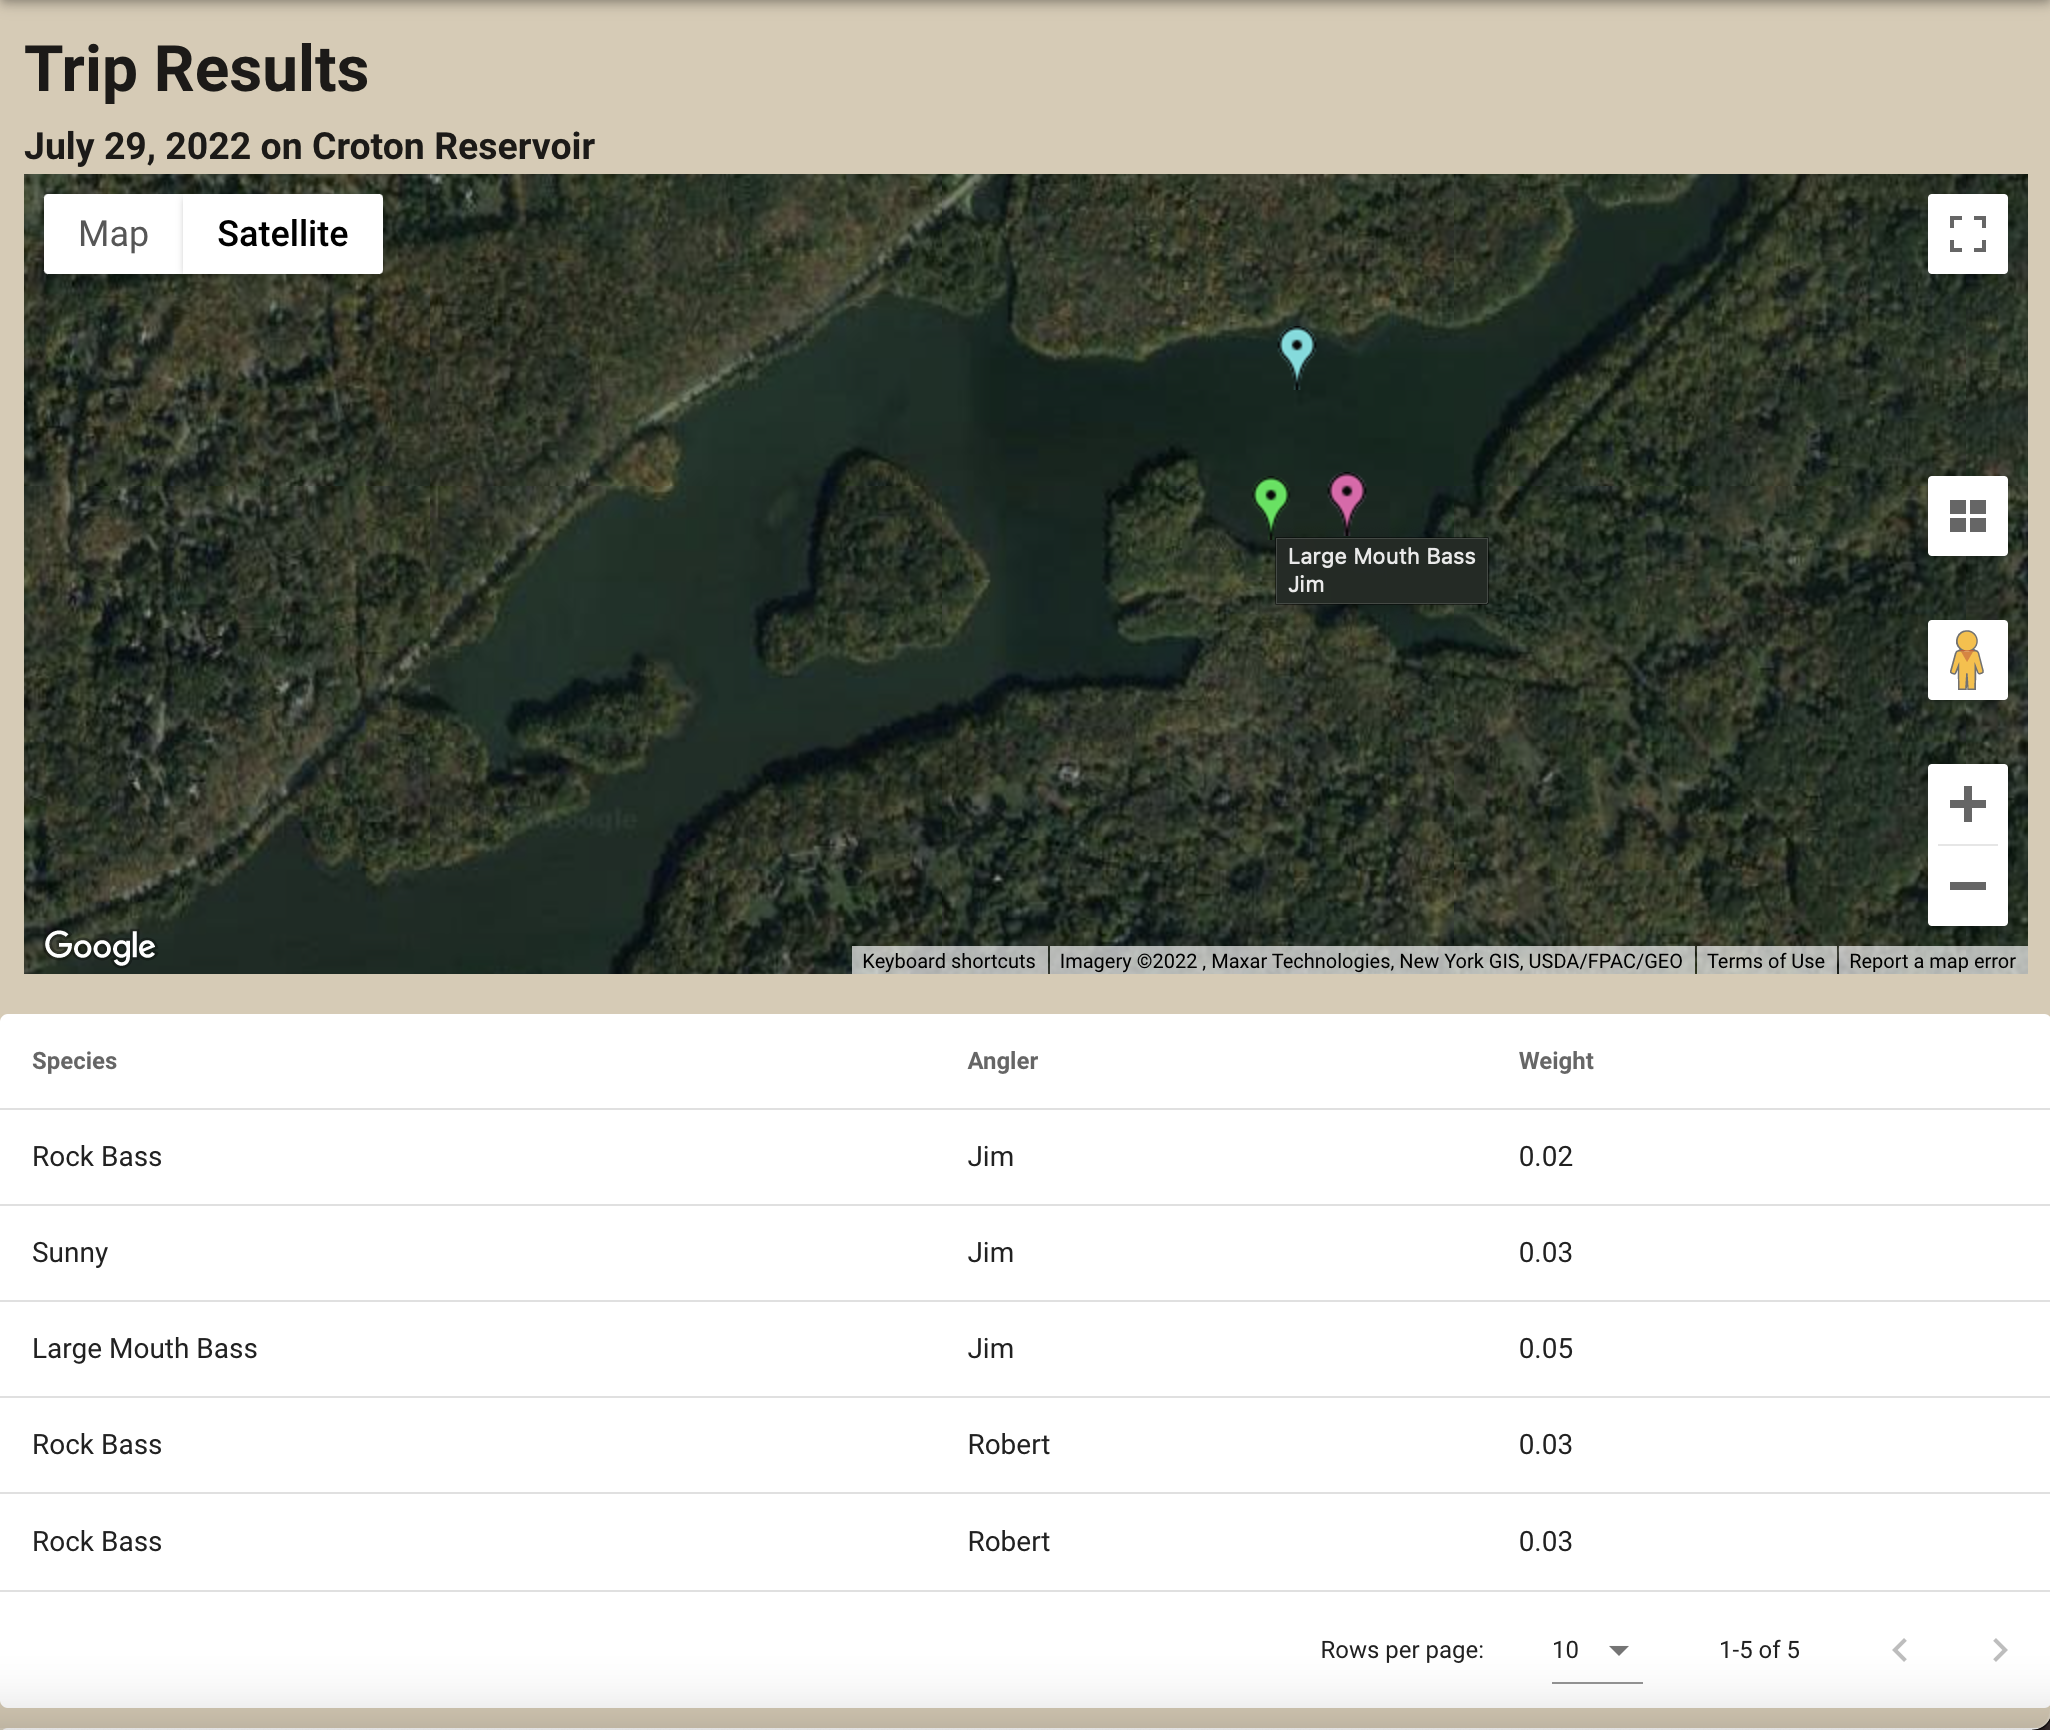 Trip Results
July 29, 2022 on Croton Reservoir
Map
Satellite
Large Mouth Bass
Jim
Google
Google
Keyboard shortcuts
Imagery ©2022 , Maxar Technologies, New York GIS, USDA/FPAC/GEO
Terms of Use
Report a map error
Species Angler Weight
Rock Bass Jim 0.02
Sunny Jim 0.03
Large Mouth Bass Jim 0.05
Rock Bass Robert 0.03
Rock Bass Robert 0.03
Rows per page: 10 1-5 of 5